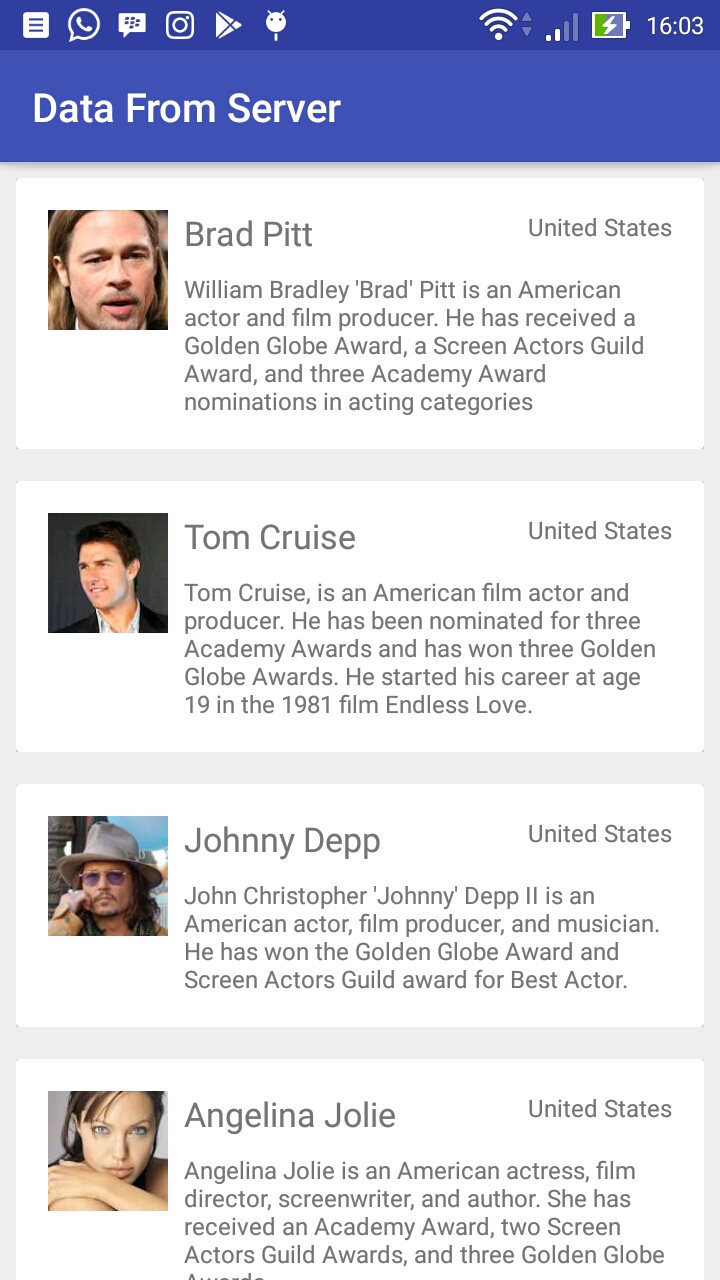 16:03
Data From Server
Brad Pitt
United States
William Bradley 'Brad' Pitt is an American
actor and film producer. He has received a
Golden Globe Award, a Screen Actors Guild
Award, and three Academy Award
nominations in acting categories
Tom Cruise
United States
Tom Cruise, is an American film actor and
producer. He has been nominated for three
Academy Awards and has won three Golden
Globe Awards. He started his career at age
19 in the 1981 film Endless Love.
Johnny Depp
United States
John Christopher 'Johnny' Depp II is an
American actor, film producer, and musician.
He has won the Golden Globe Award and
Screen Actors Guild award for Best Actor.
Angelina Jolie
United States
Angelina Jolie is an American actress, film
director, screenwriter, and author. She has
received an Academy Award, two Screen
Actors Guild Awards, and three Golden Globe